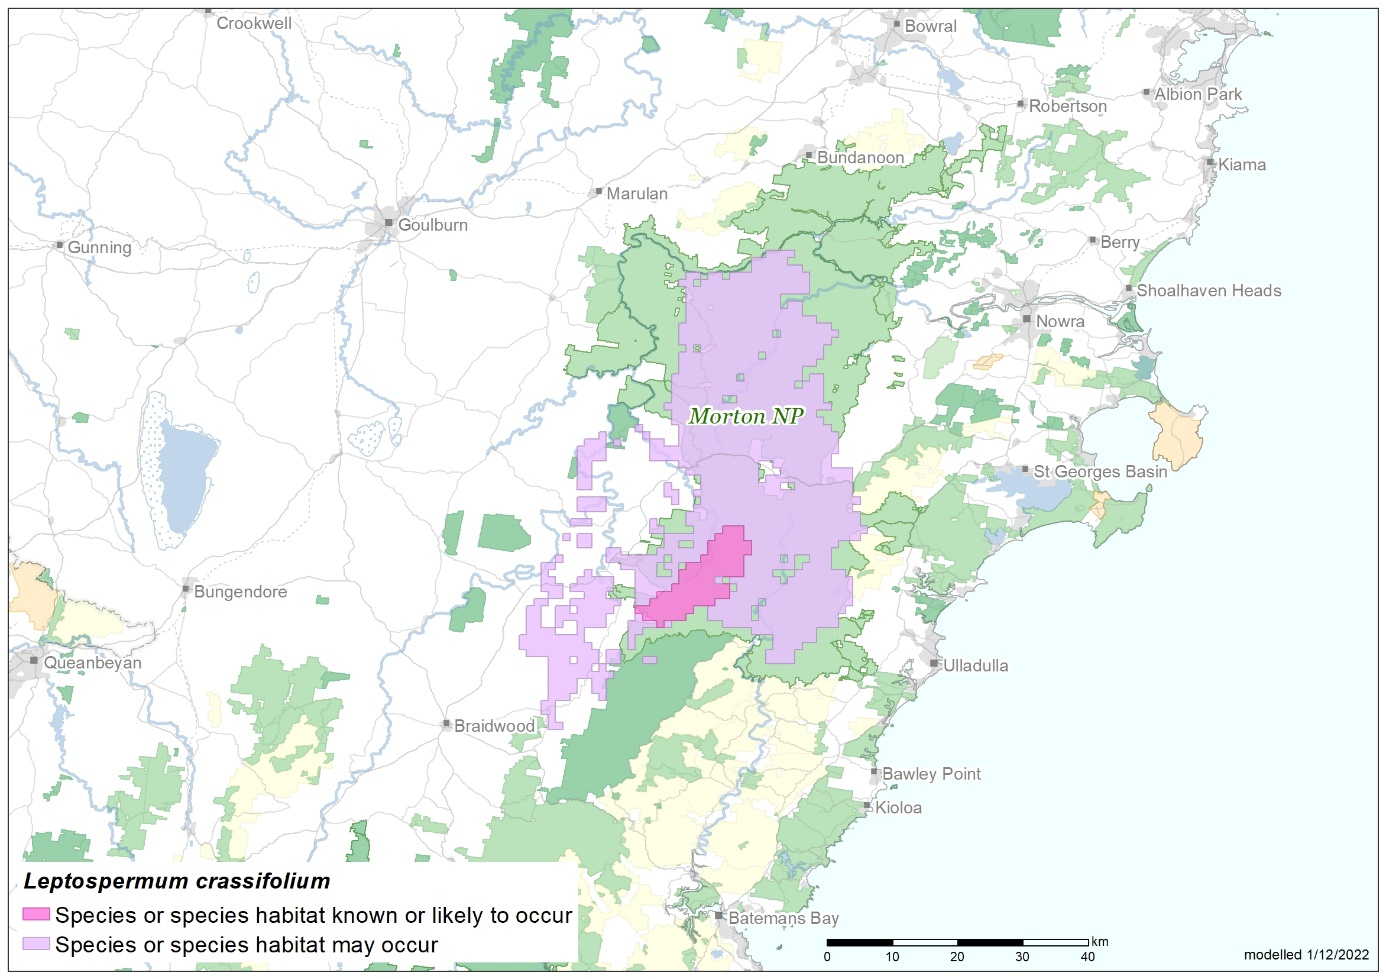 Crookwell
Bowral
Albion Park
Robertson
Bundanoon
Kiama
Marulan
Goulburn
Gunning
Berry
Shoalhaven Heads
Nowra
Morton NP
St Georges Basin
Bungendore
Queanbeyan
Ulladulla
Braidwood
Bawley Point
Kioloa
Batemans Bay
Leptospermum crassifolium
Species or species habitat known or likely to occur
Species or species habitat may occur
km
0 10 20 30 40
modelled 1/12/2022